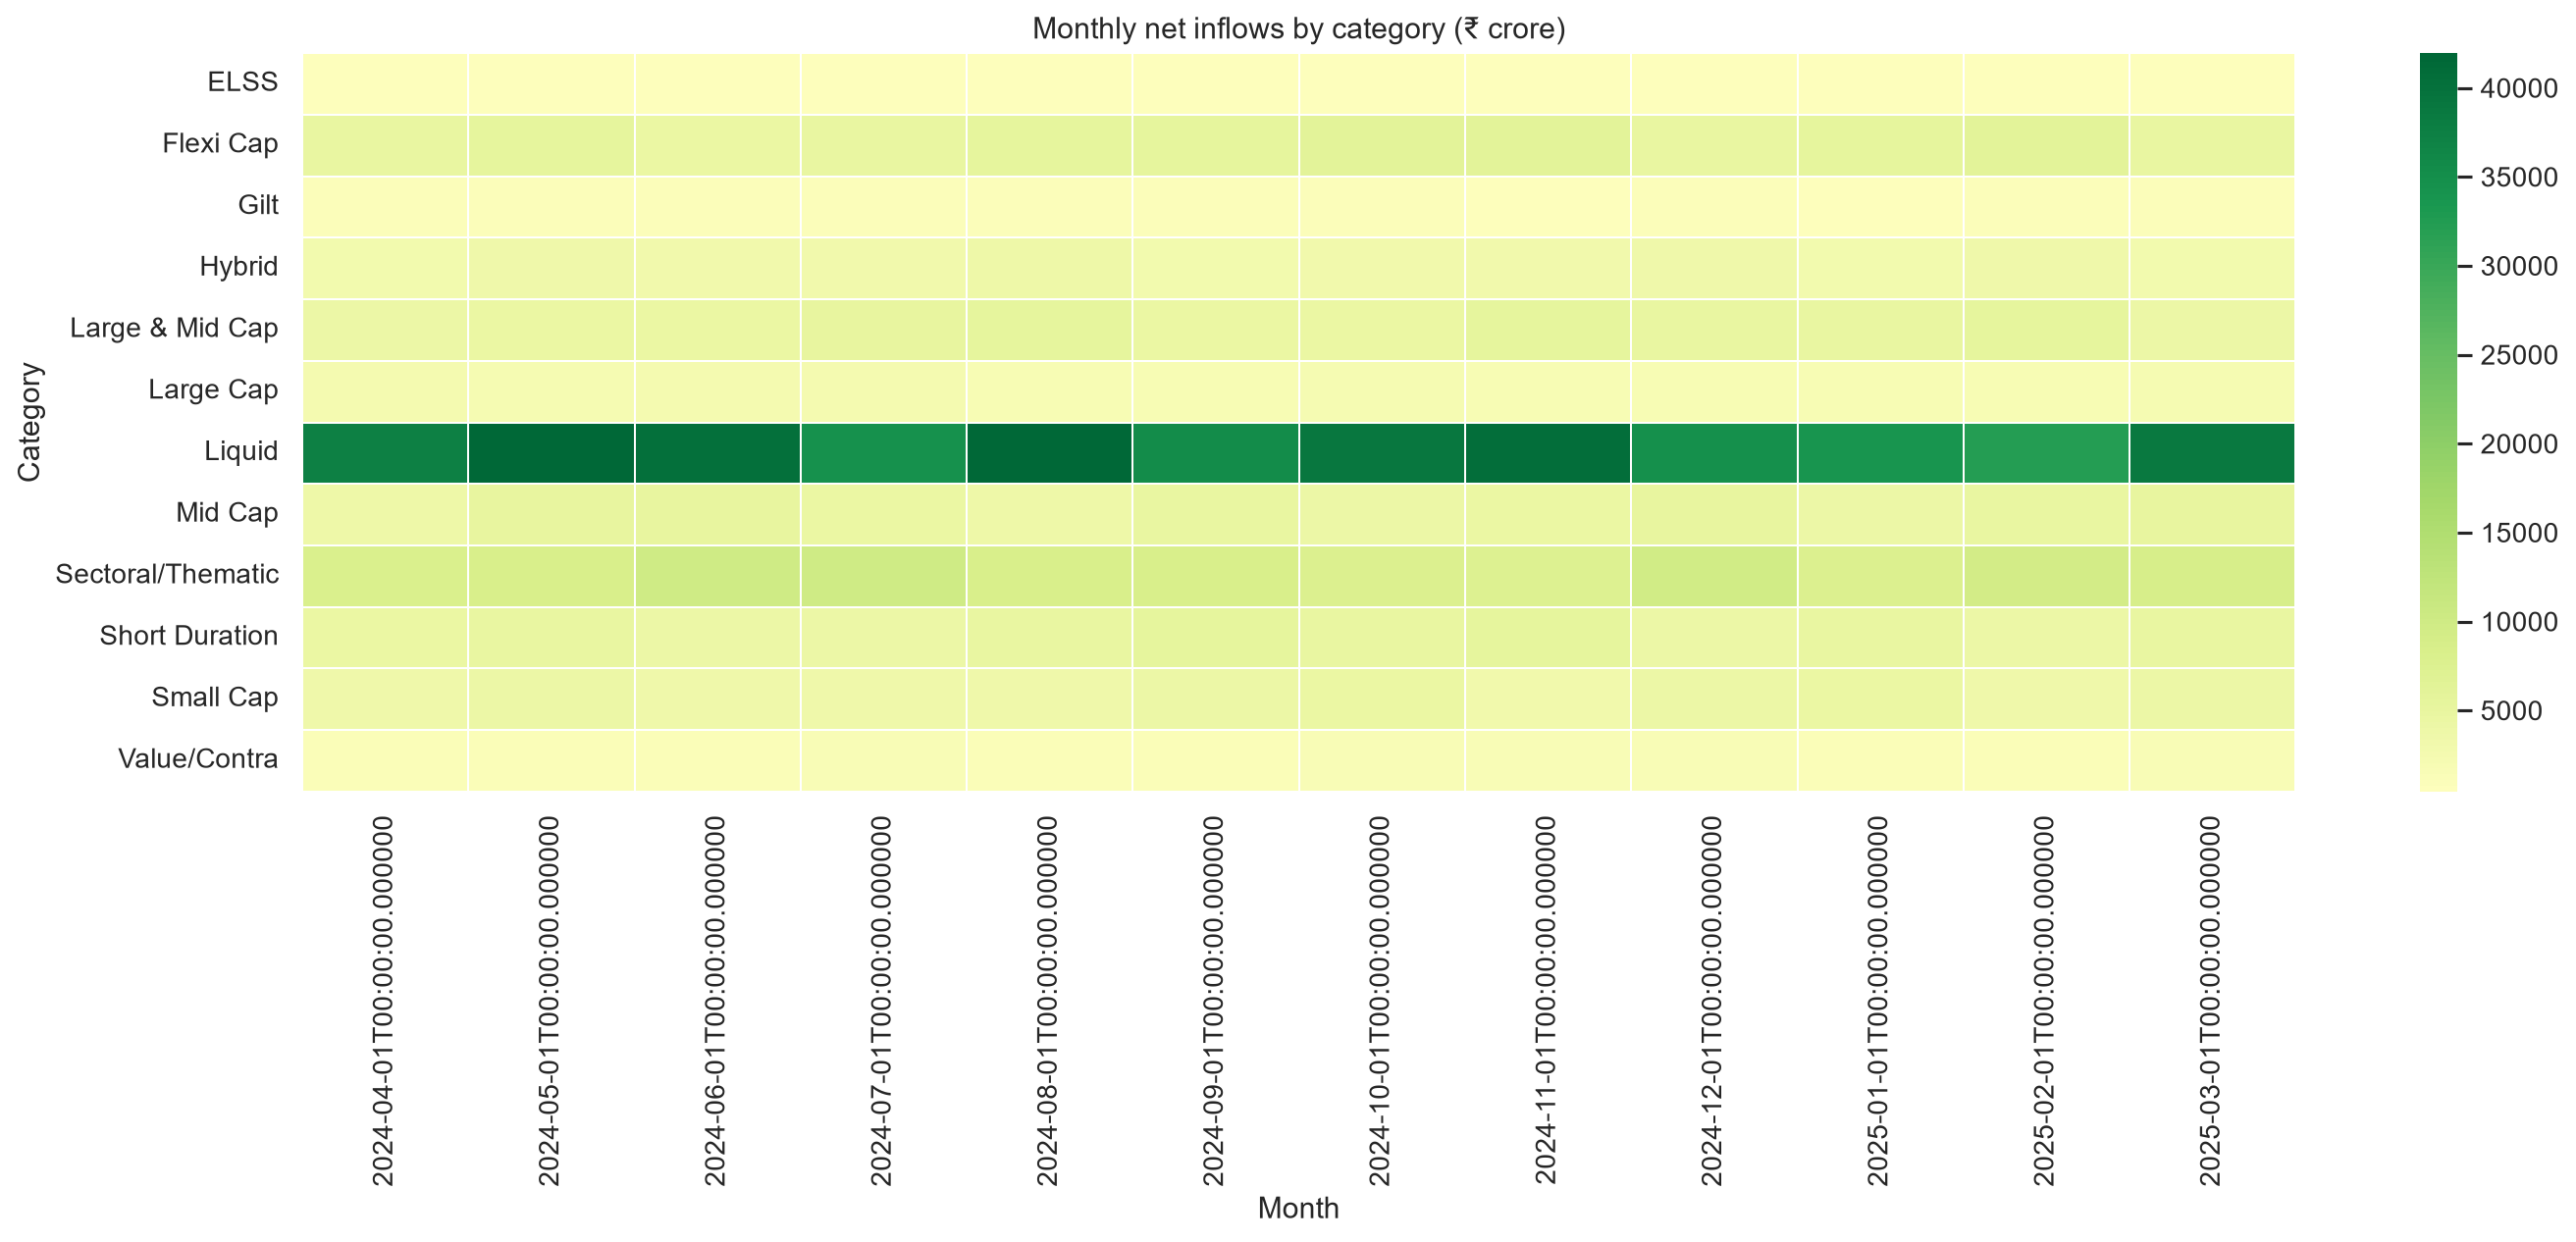 Monthly net inflows by category (₹ crore)
Category
ELSS
Flexi Cap
Gilt
Hybrid
Large & Mid Cap
Large Cap
Liquid
Mid Cap
Sectoral/Thematic
Short Duration
Small Cap
Value/Contra
2024-04-01T00:00:00.000000
2024-05-01T00:00:00.000000
2024-06-01T00:00:00.000000
2024-07-01T00:00:00.000000
2024-08-01T00:00:00.000000
2024-09-01T00:00:00.000000
2024-10-01T00:00:00.000000
2024-11-01T00:00:00.000000
2024-12-01T00:00:00.000000
2025-01-01T00:00:00.000000
2025-02-01T00:00:00.000000
2025-03-01T00:00:00.000000
Month
40000
35000
30000
25000
20000
15000
10000
5000